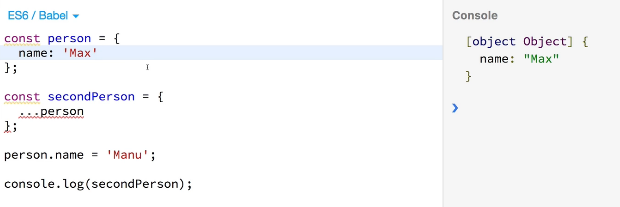 ES6 / Babel
Console
const person = {
  name: 'Max'
};
const secondPerson = {
  ...person
};
person.name = 'Manu';
console.log(secondPerson);
[object Object] {
  name: "Max"
}